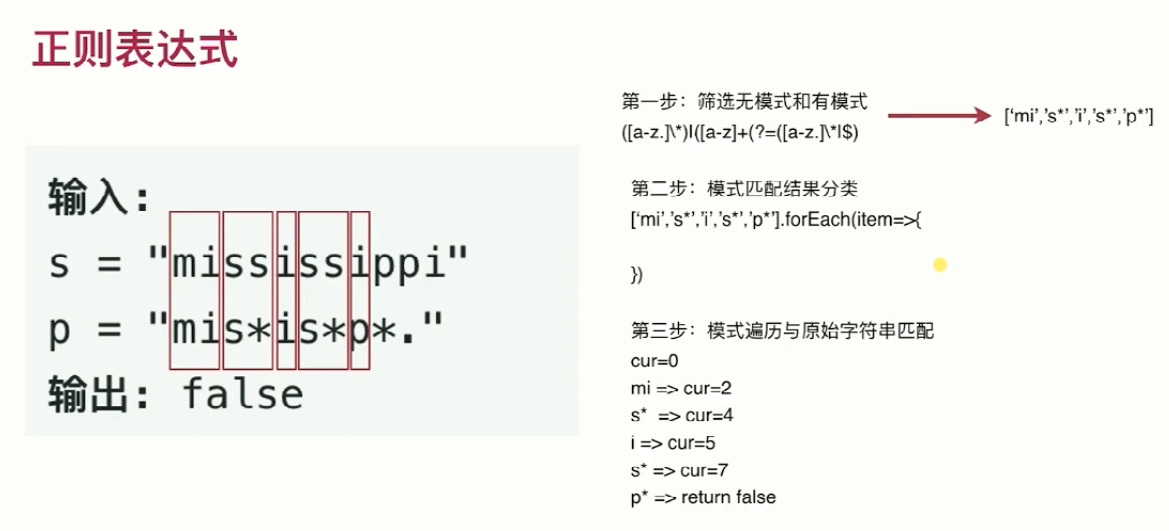 正则表达式
输入:
s = "mississippi"
p = "mis*is*p*."
输出: false
第一步：筛选无模式和有模式
([a-z.]\*)|([a-z]+(?=([a-z.]\*|$)
['mi','s*','i','s*','p*']
第二步：模式匹配结果分类
['mi','s*','i','s*','p*'].forEach(item=>{
})
第三步：模式遍历与原始字符串匹配
cur=0
mi => cur=2
s* => cur=4
i => cur=5
s* => cur=7
p* => return false